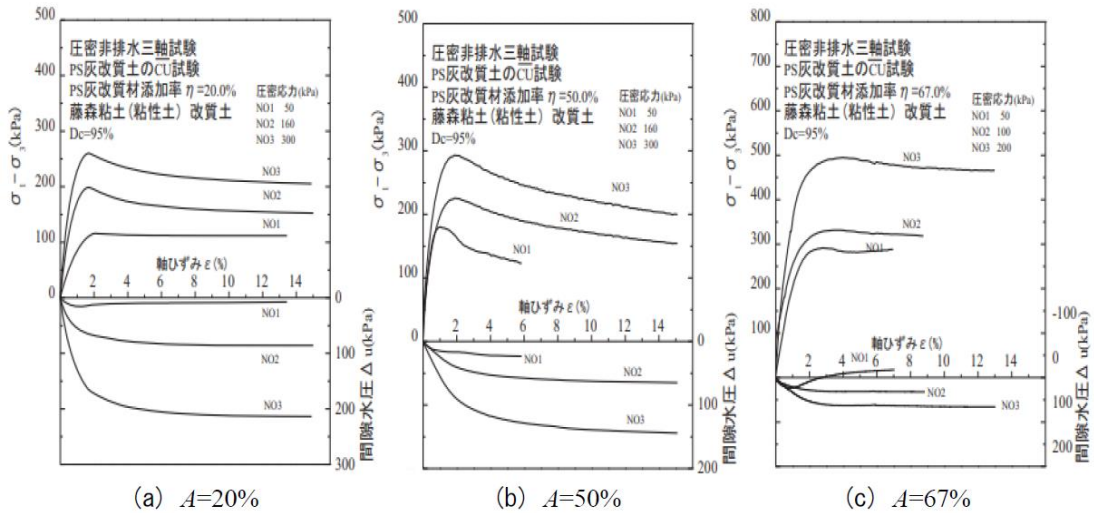 500
400
300
250
200
100
0
σ₁−σ₃(kPa)
圧密非排水三軸試験
PS灰改質土のCU試験
PS灰改質材添加率 η =20.0%
藤森粘土(粘性土) 改質土
Dc=95%
圧密応力(kPa)
NO1 50
NO2 160
NO3 300
NO3
NO2
NO1
軸ひずみ ε (%)
2 4 6 8 10 12 14
NO1
NO2
NO3
0
100
200
300
間隙水圧 Δ u(kPa)
(a) A=20%
500
400
300
200
100
0
σ₁−σ₃(kPa)
圧密非排水三軸試験
PS灰改質土のCU試験
PS灰改質材添加率 η =50.0%
藤森粘土(粘性土) 改質土
Dc=95%
圧密応力(kPa)
NO1 50
NO2 160
NO3 300
NO3
NO2
NO1
軸ひずみ ε (%)
2 4 6 8 10 12 14
NO1
NO2
NO3
0
100
200
間隙水圧 Δ u(kPa)
(b) A=50%
800
700
600
500
400
300
200
100
σ₁−σ₃(kPa)
圧密非排水三軸試験
PS灰改質土のCU試験
PS灰改質材添加率 η =67.0%
藤森粘土(粘性土) 改質土
Dc=95%
圧密応力(kPa)
NO1 50
NO2 100
NO3 200
NO3
NO2
NO1
軸ひずみ ε (%)
2 4 6 8 10 12 14
NO1
NO2
NO3
-100
0
100
200
間隙水圧 Δ u(kPa)
(c) A=67%